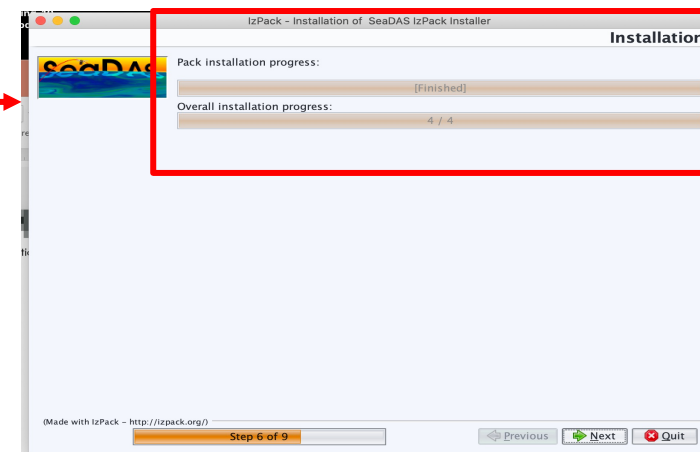 IzPack - Installation of SeaDAS IzPack Installer
Installation
SeaDAS
Pack installation progress:
[Finished]
Overall installation progress:
4 / 4
(Made with IzPack - http://izpack.org/)
Step 6 of 9
Previous
Next
Quit